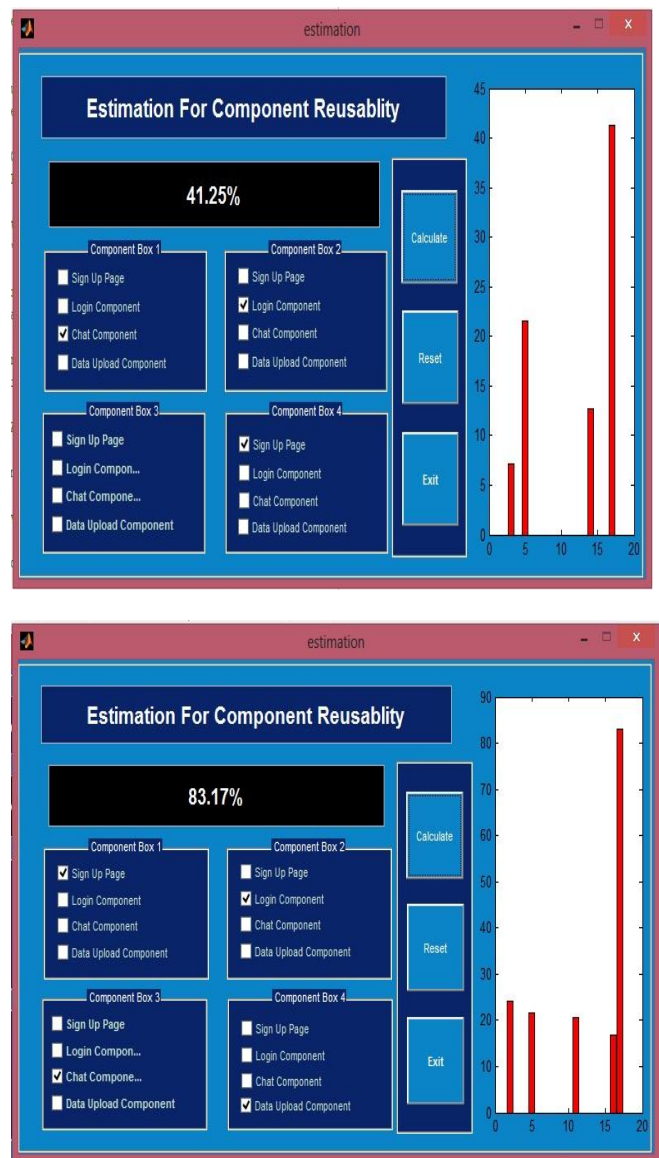 estimation
Estimation For Component Reusablity
41.25%
Component Box 1
Sign Up Page
Login Component
Chat Component
Data Upload Component
Component Box 2
Sign Up Page
Login Component
Chat Component
Data Upload Component
Component Box 3
Sign Up Page
Login Compon...
Chat Compone...
Data Upload Component
Component Box 4
Sign Up Page
Login Component
Chat Component
Data Upload Component
Calculate
Reset
Exit
45
40
35
30
25
20
15
10
5
0
0 5 10 15 20
estimation
Estimation For Component Reusablity
83.17%
Component Box 1
Sign Up Page
Login Component
Chat Component
Data Upload Component
Component Box 2
Sign Up Page
Login Component
Chat Component
Data Upload Component
Component Box 3
Sign Up Page
Login Compon...
Chat Compone...
Data Upload Component
Component Box 4
Sign Up Page
Login Component
Chat Component
Data Upload Component
Calculate
Reset
Exit
90
80
70
60
50
40
30
20
10
0
0 5 10 15 20